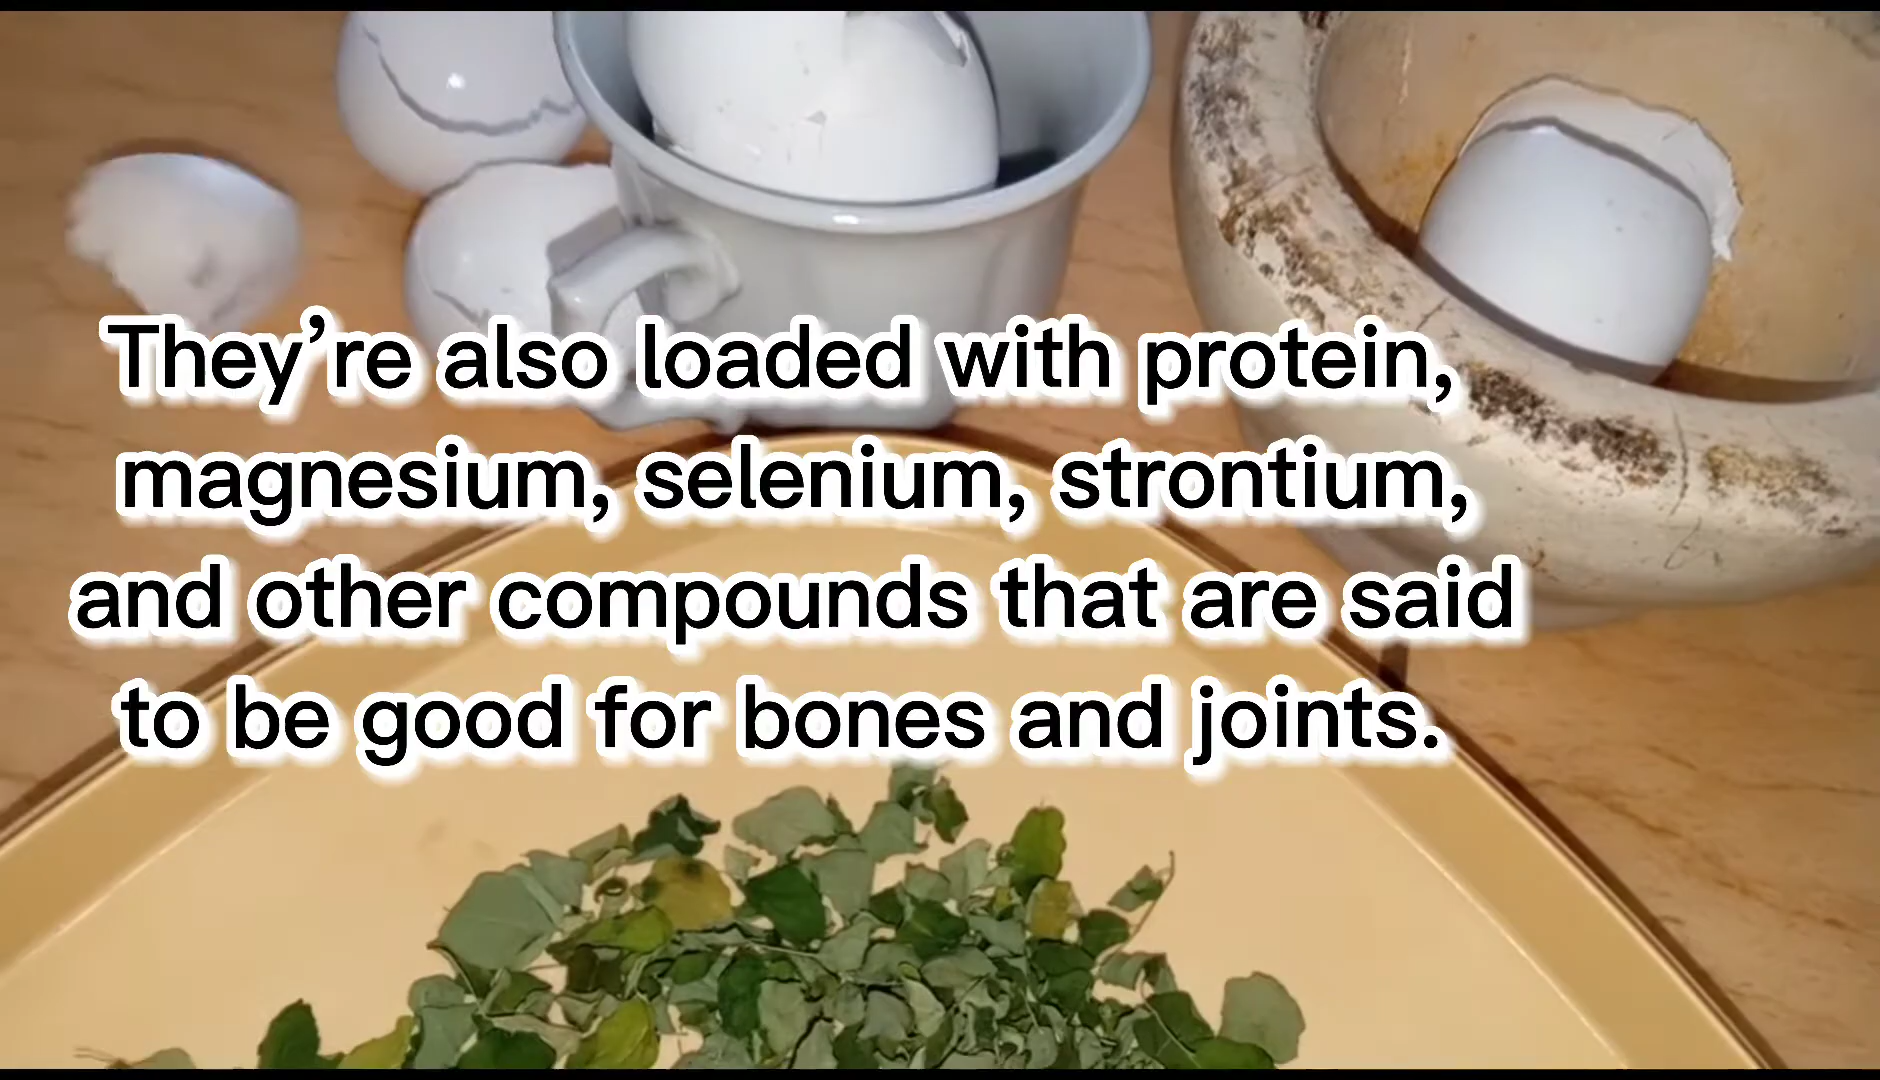 They’re also loaded with protein,
magnesium, selenium, strontium,
and other compounds that are said
to be good for bones and joints.